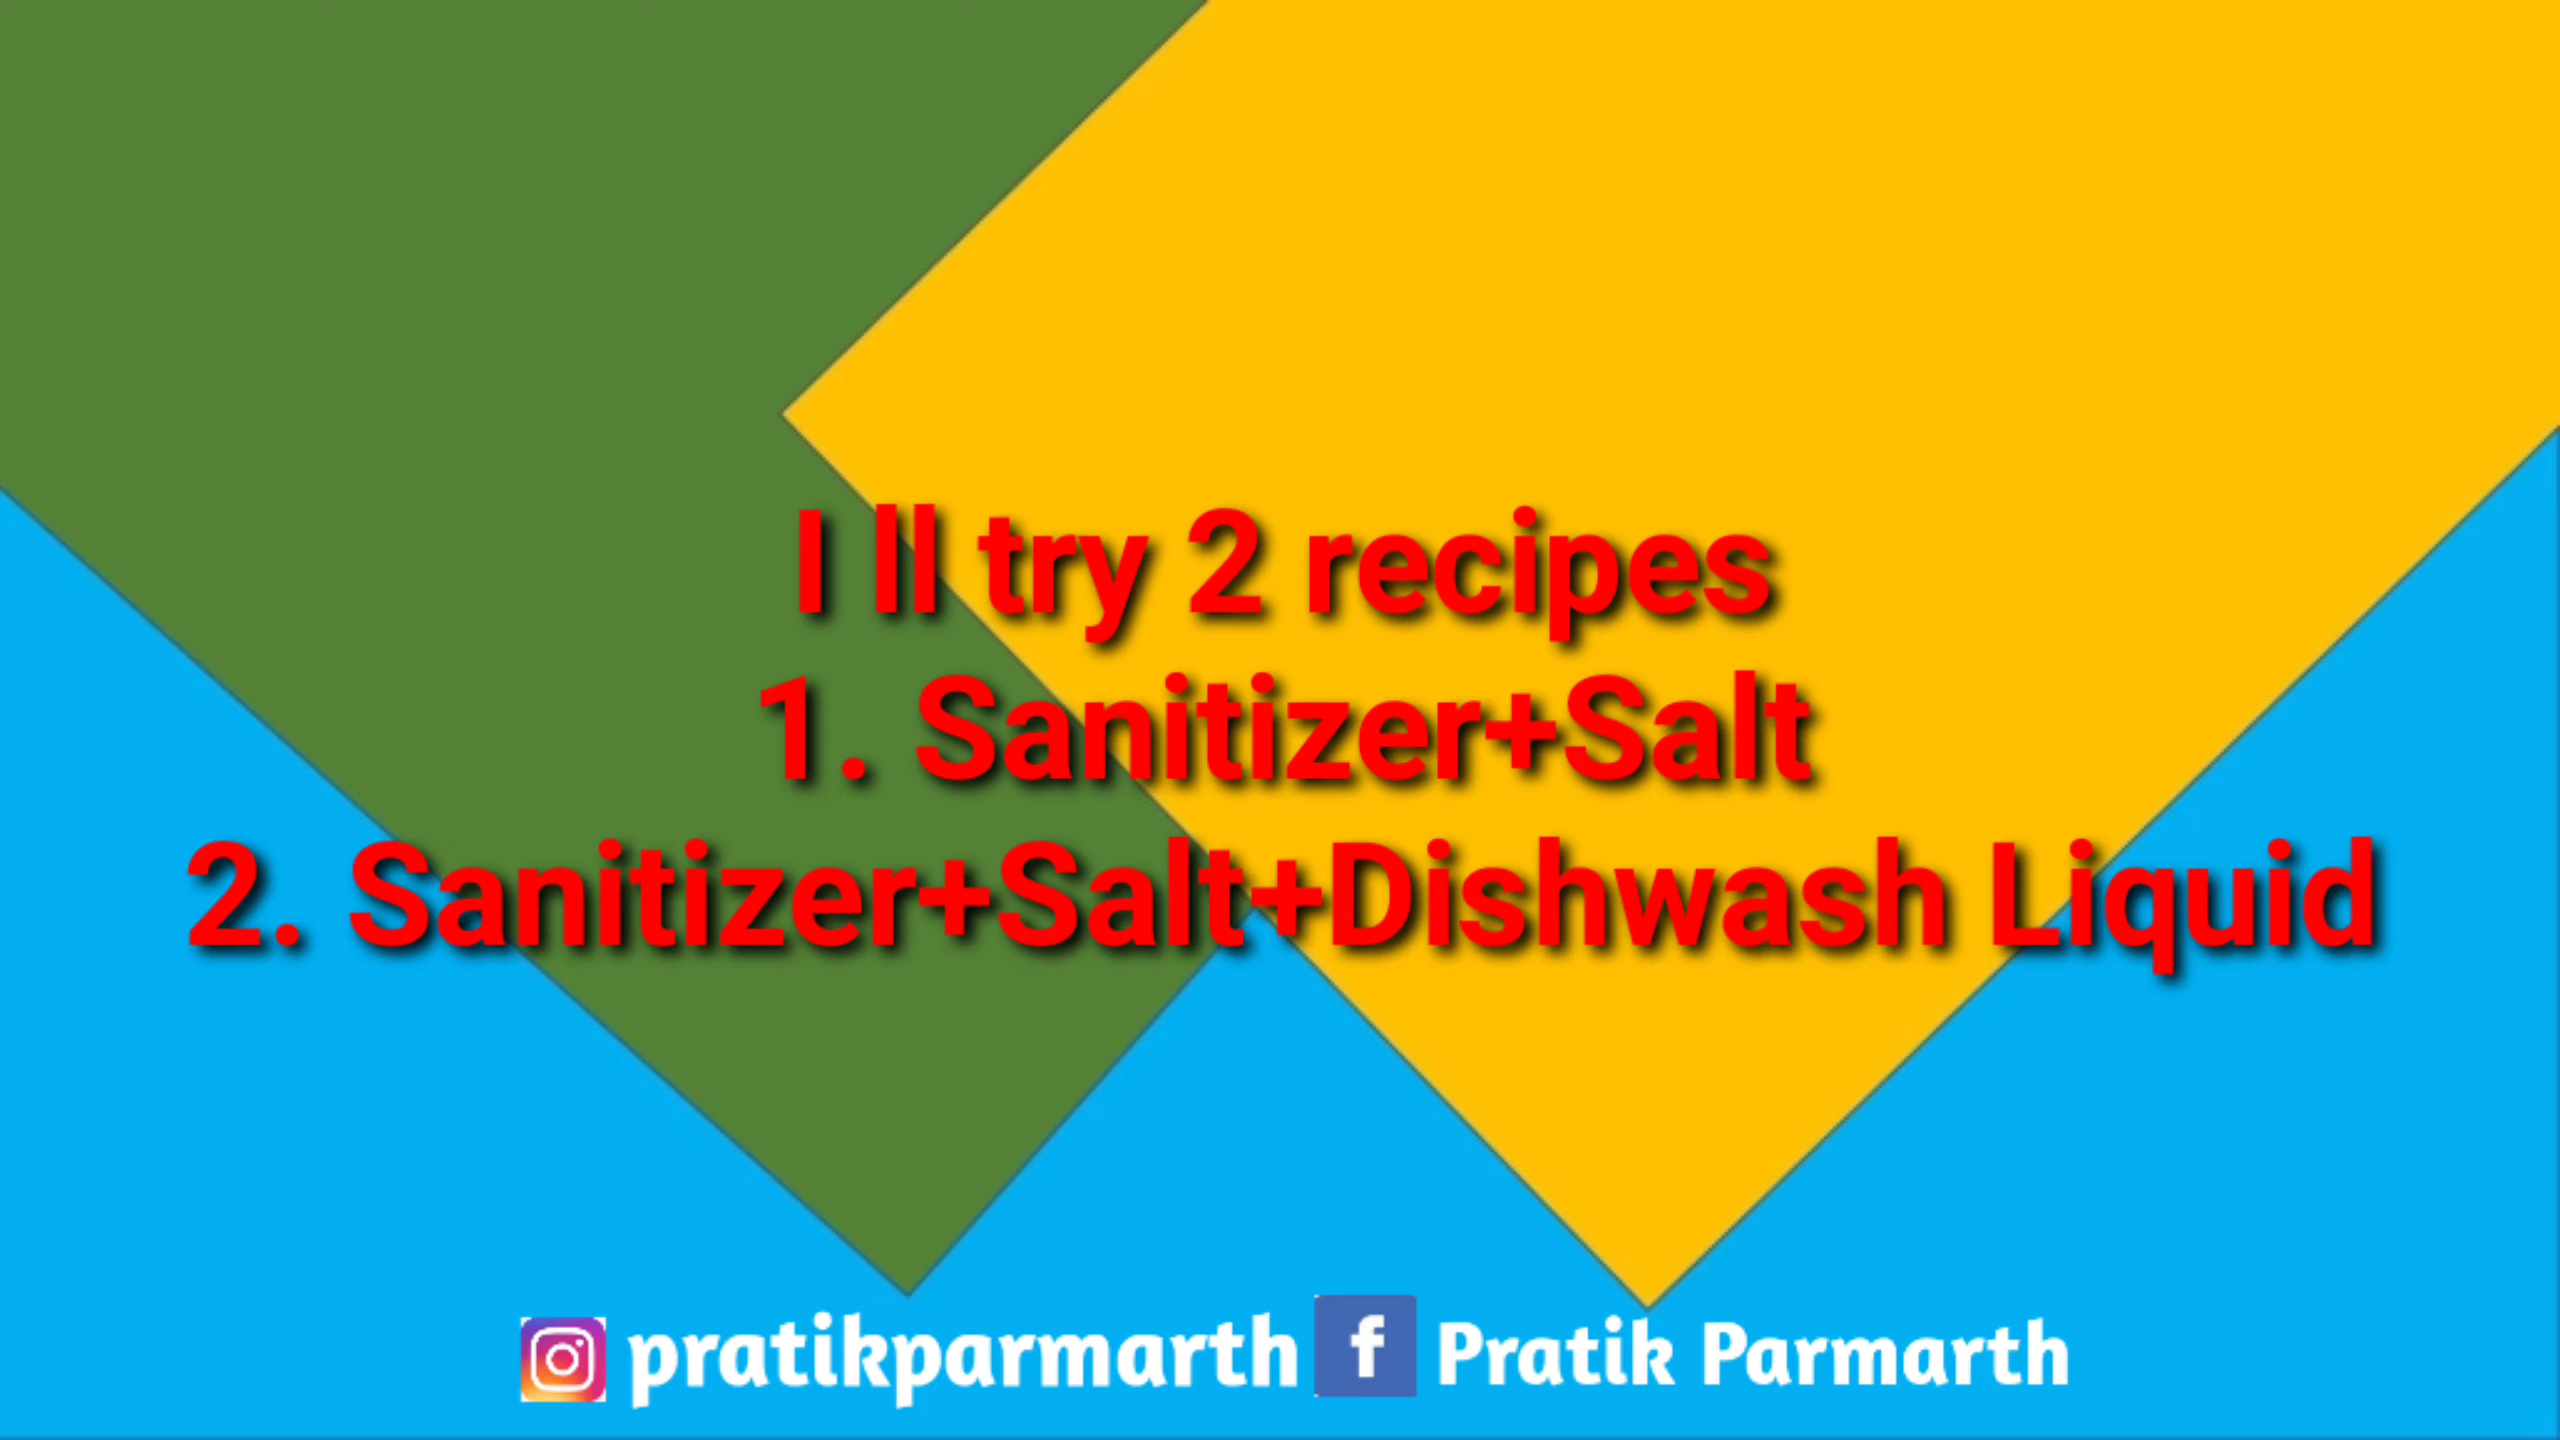 I ll try 2 recipes
1. Sanitizer+Salt
2. Sanitizer+Salt+Dishwash Liquid
pratikparmarth f Pratik Parmarth